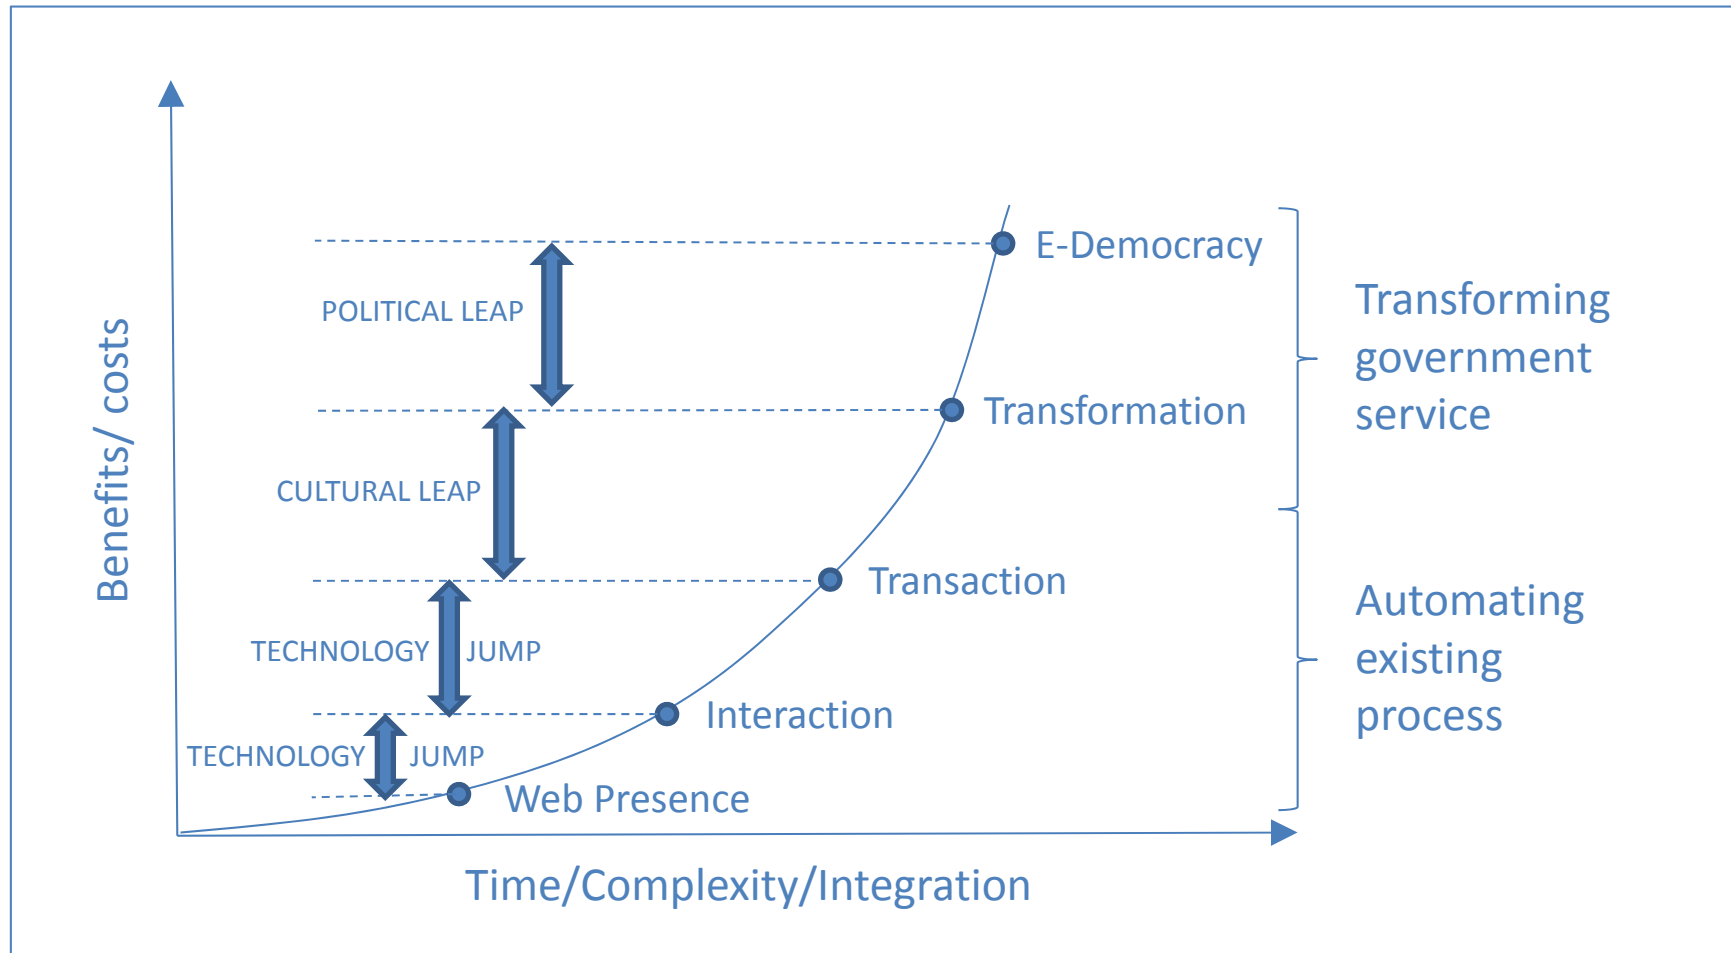 Benefits/ costs
E-Democracy
POLITICAL LEAP
Transforming
government
service
Transformation
CULTURAL LEAP
Transaction
TECHNOLOGY JUMP
Automating
existing
process
Interaction
TECHNOLOGY JUMP
Web Presence
Time/Complexity/Integration